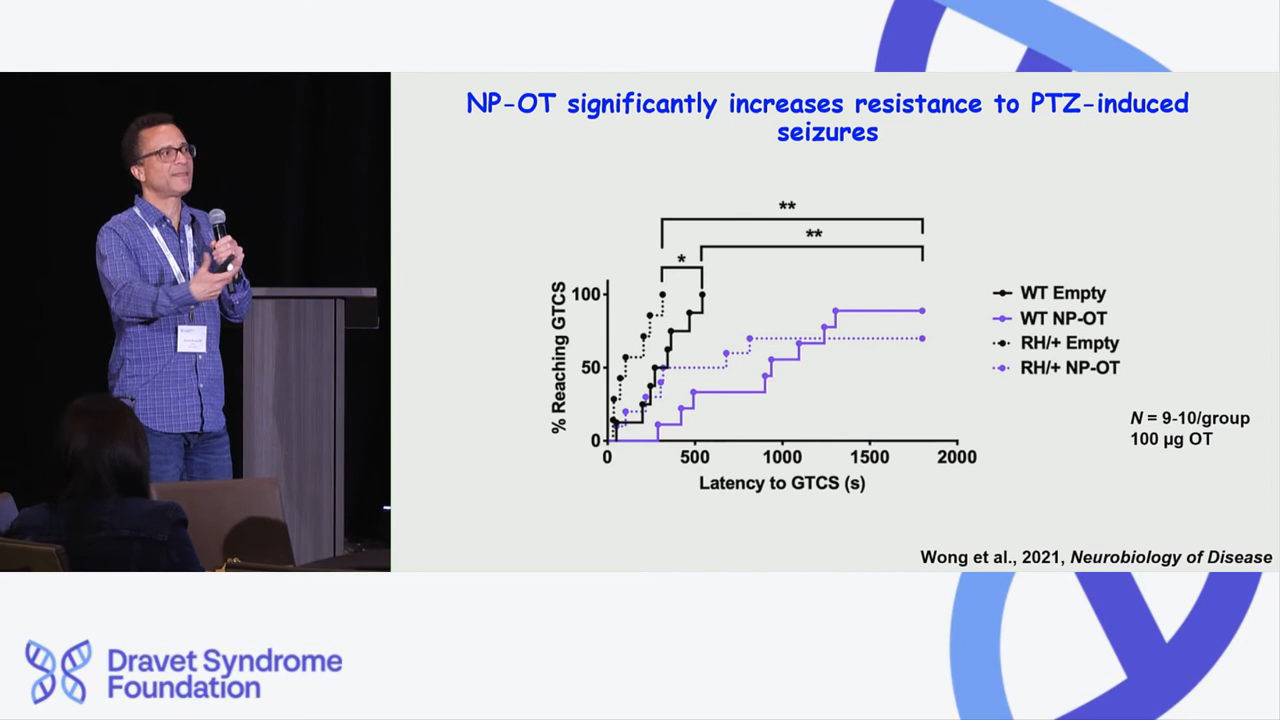 NP-OT significantly increases resistance to PTZ-induced
seizures
**
**
*
% Reaching GTCS
100
50
0
0 500 1000 1500 2000
Latency to GTCS (s)
WT Empty
WT NP-OT
RH/+ Empty
RH/+ NP-OT
N = 9-10/group
100 µg OT
Wong et al., 2021, Neurobiology of Disease
Dravet Syndrome
Foundation